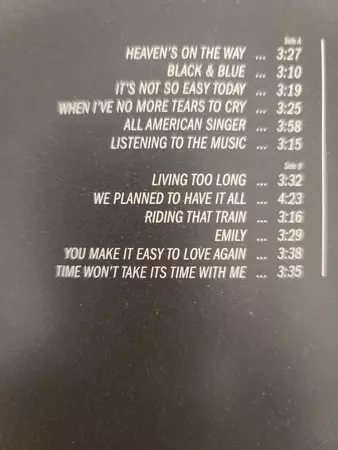 Side A
HEAVEN'S ON THE WAY ... 3:27
BLACK & BLUE ... 3:10
IT'S NOT SO EASY TODAY ... 3:19
WHEN I'VE NO MORE TEARS TO CRY ... 3:25
ALL AMERICAN SINGER ... 3:58
LISTENING TO THE MUSIC ... 3:15
Side B
LIVING TOO LONG ... 3:32
WE PLANNED TO HAVE IT ALL ... 4:23
RIDING THAT TRAIN ... 3:16
EMILY ... 3:29
YOU MAKE IT EASY TO LOVE AGAIN ... 3:38
TIME WON'T TAKE ITS TIME WITH ME ... 3:35